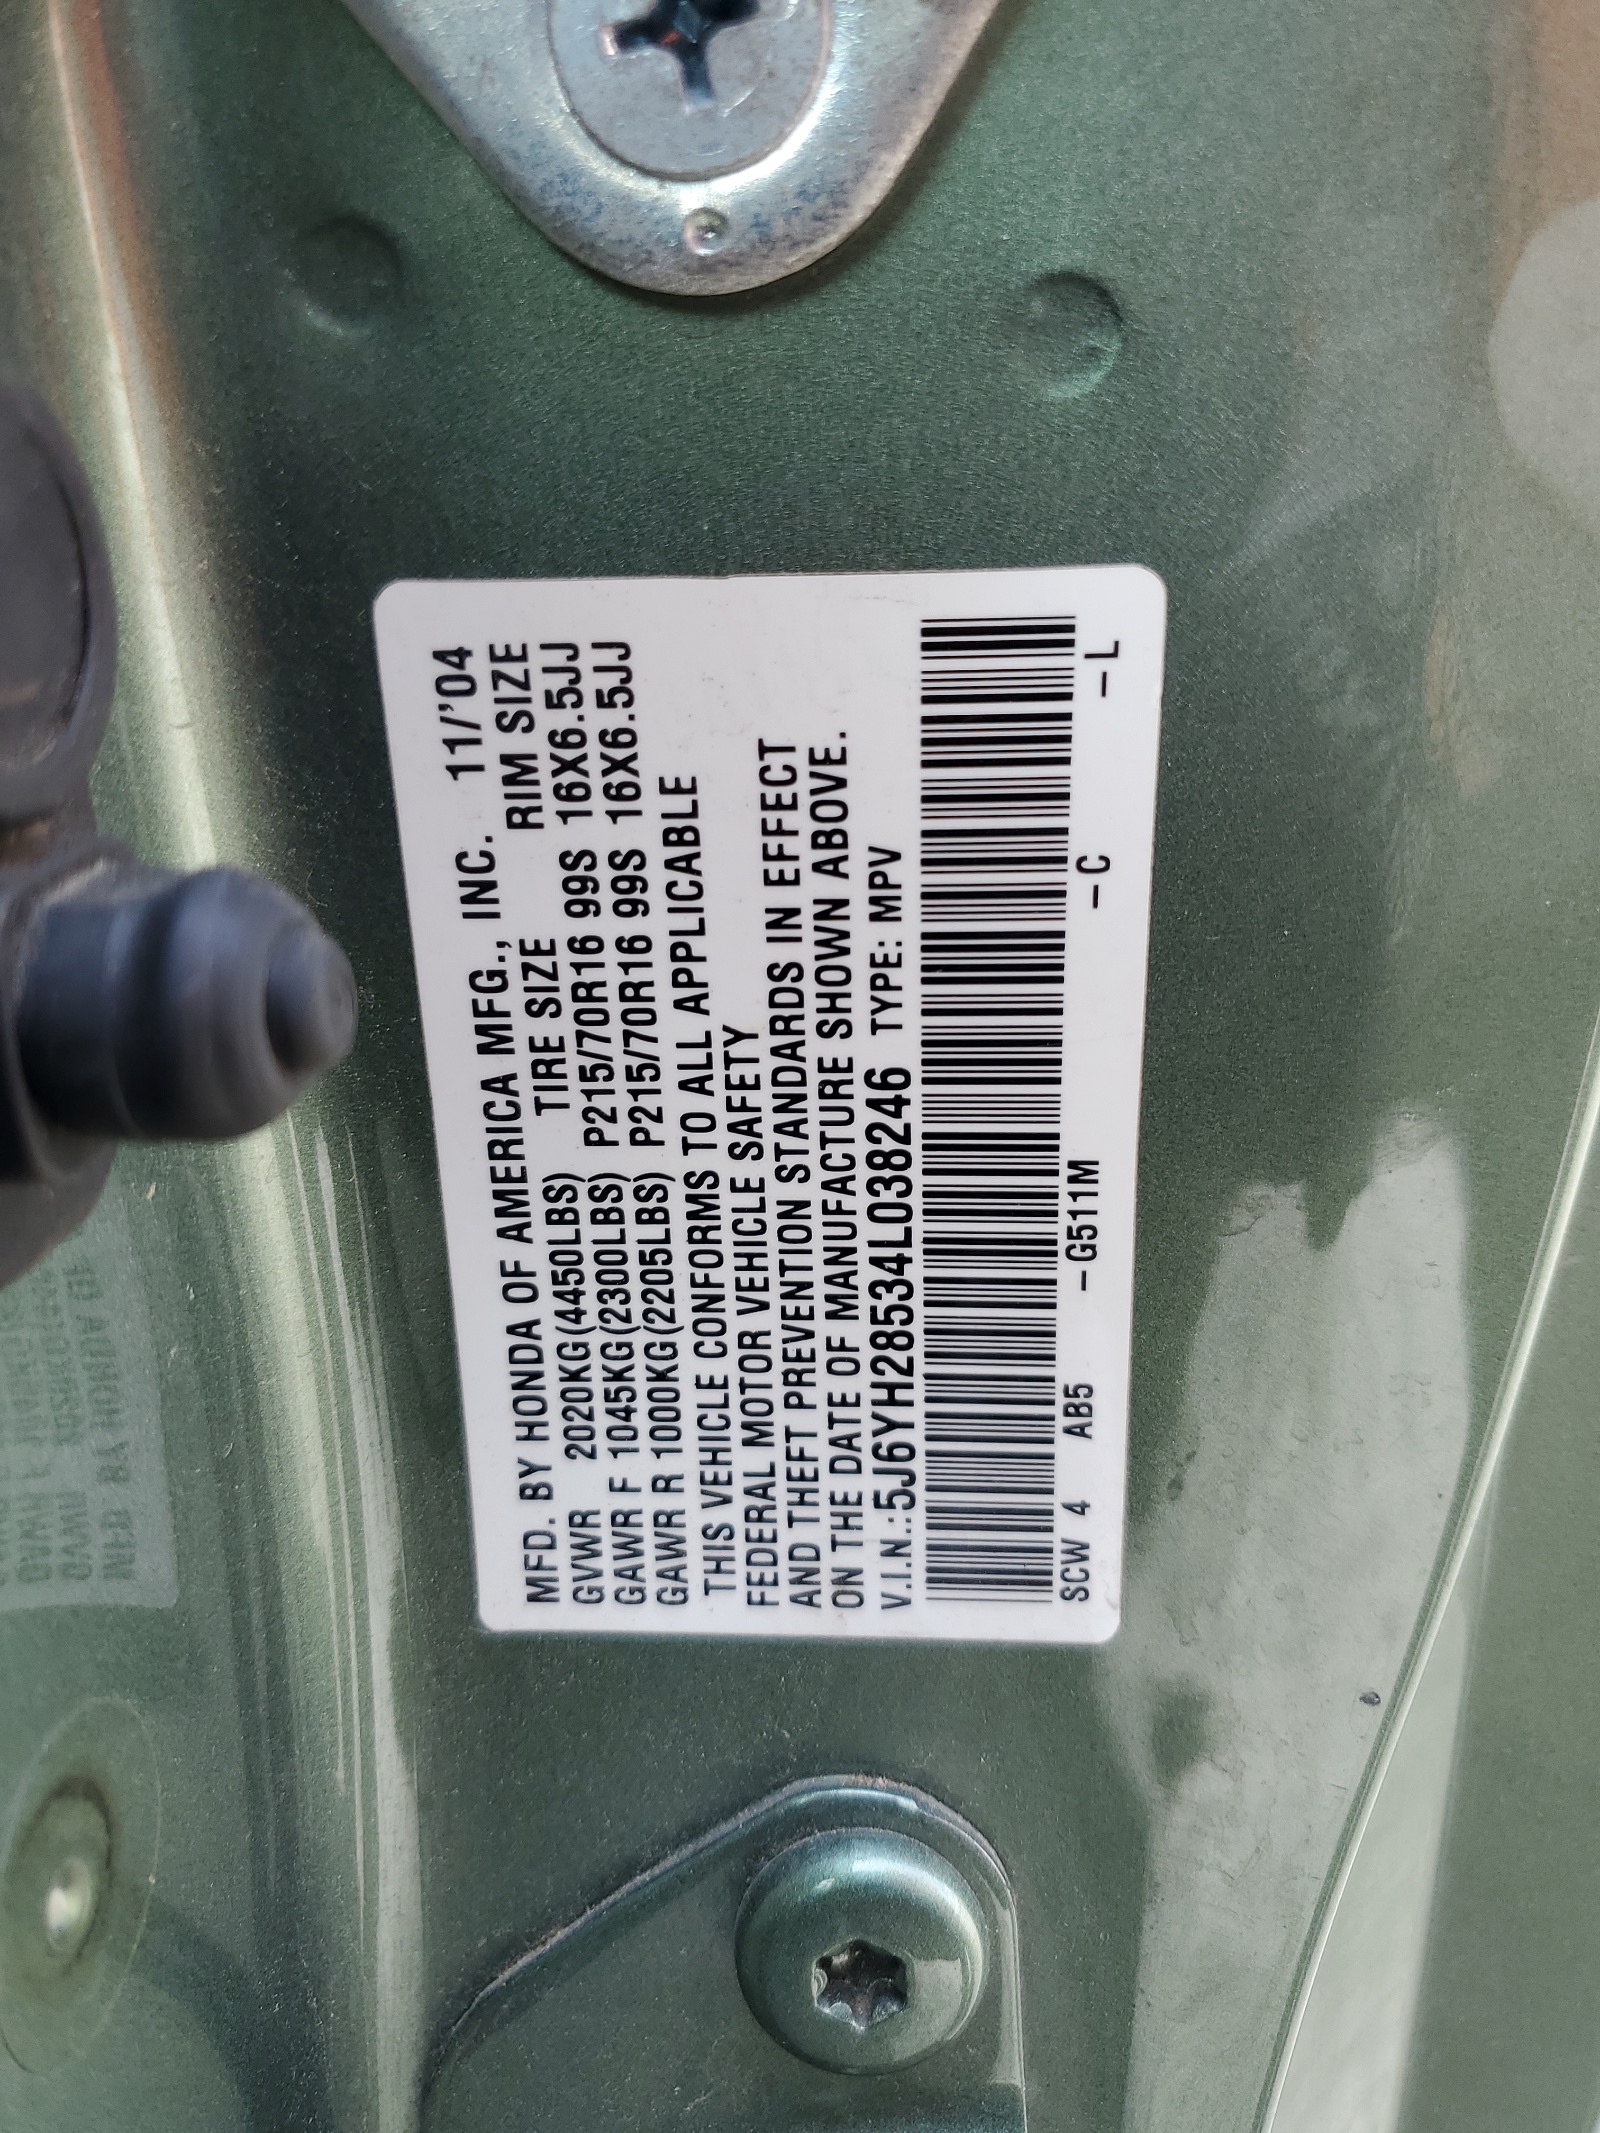 MFD. BY HONDA OF AMERICA MFG., INC. 11/'04
TIRE SIZE RIM SIZE
GVWR 2020KG(4450LBS)
GAWR F 1045KG(2300LBS) P215/70R16 99S 16X6.5JJ
GAWR R 1000KG(2205LBS) P215/70R16 99S 16X6.5JJ
THIS VEHICLE CONFORMS TO ALL APPLICABLE
FEDERAL MOTOR VEHICLE SAFETY
AND THEFT PREVENTION STANDARDS IN EFFECT
ON THE DATE OF MANUFACTURE SHOWN ABOVE.
V.I.N.:5J6YH28534L038246 TYPE: MPV
SCW 4 AB5 -G511M -C -L